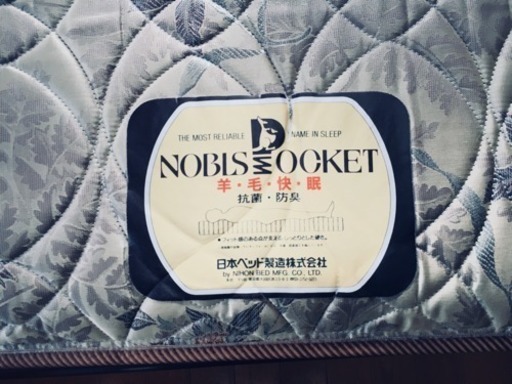 THE MOST RELIABLE NAME IN SLEEP
NOBIS POCKET
羊・毛・快・眠
抗菌・防臭
日本ベッド製造株式会社
by NIHON BED MFG. CO., LTD.